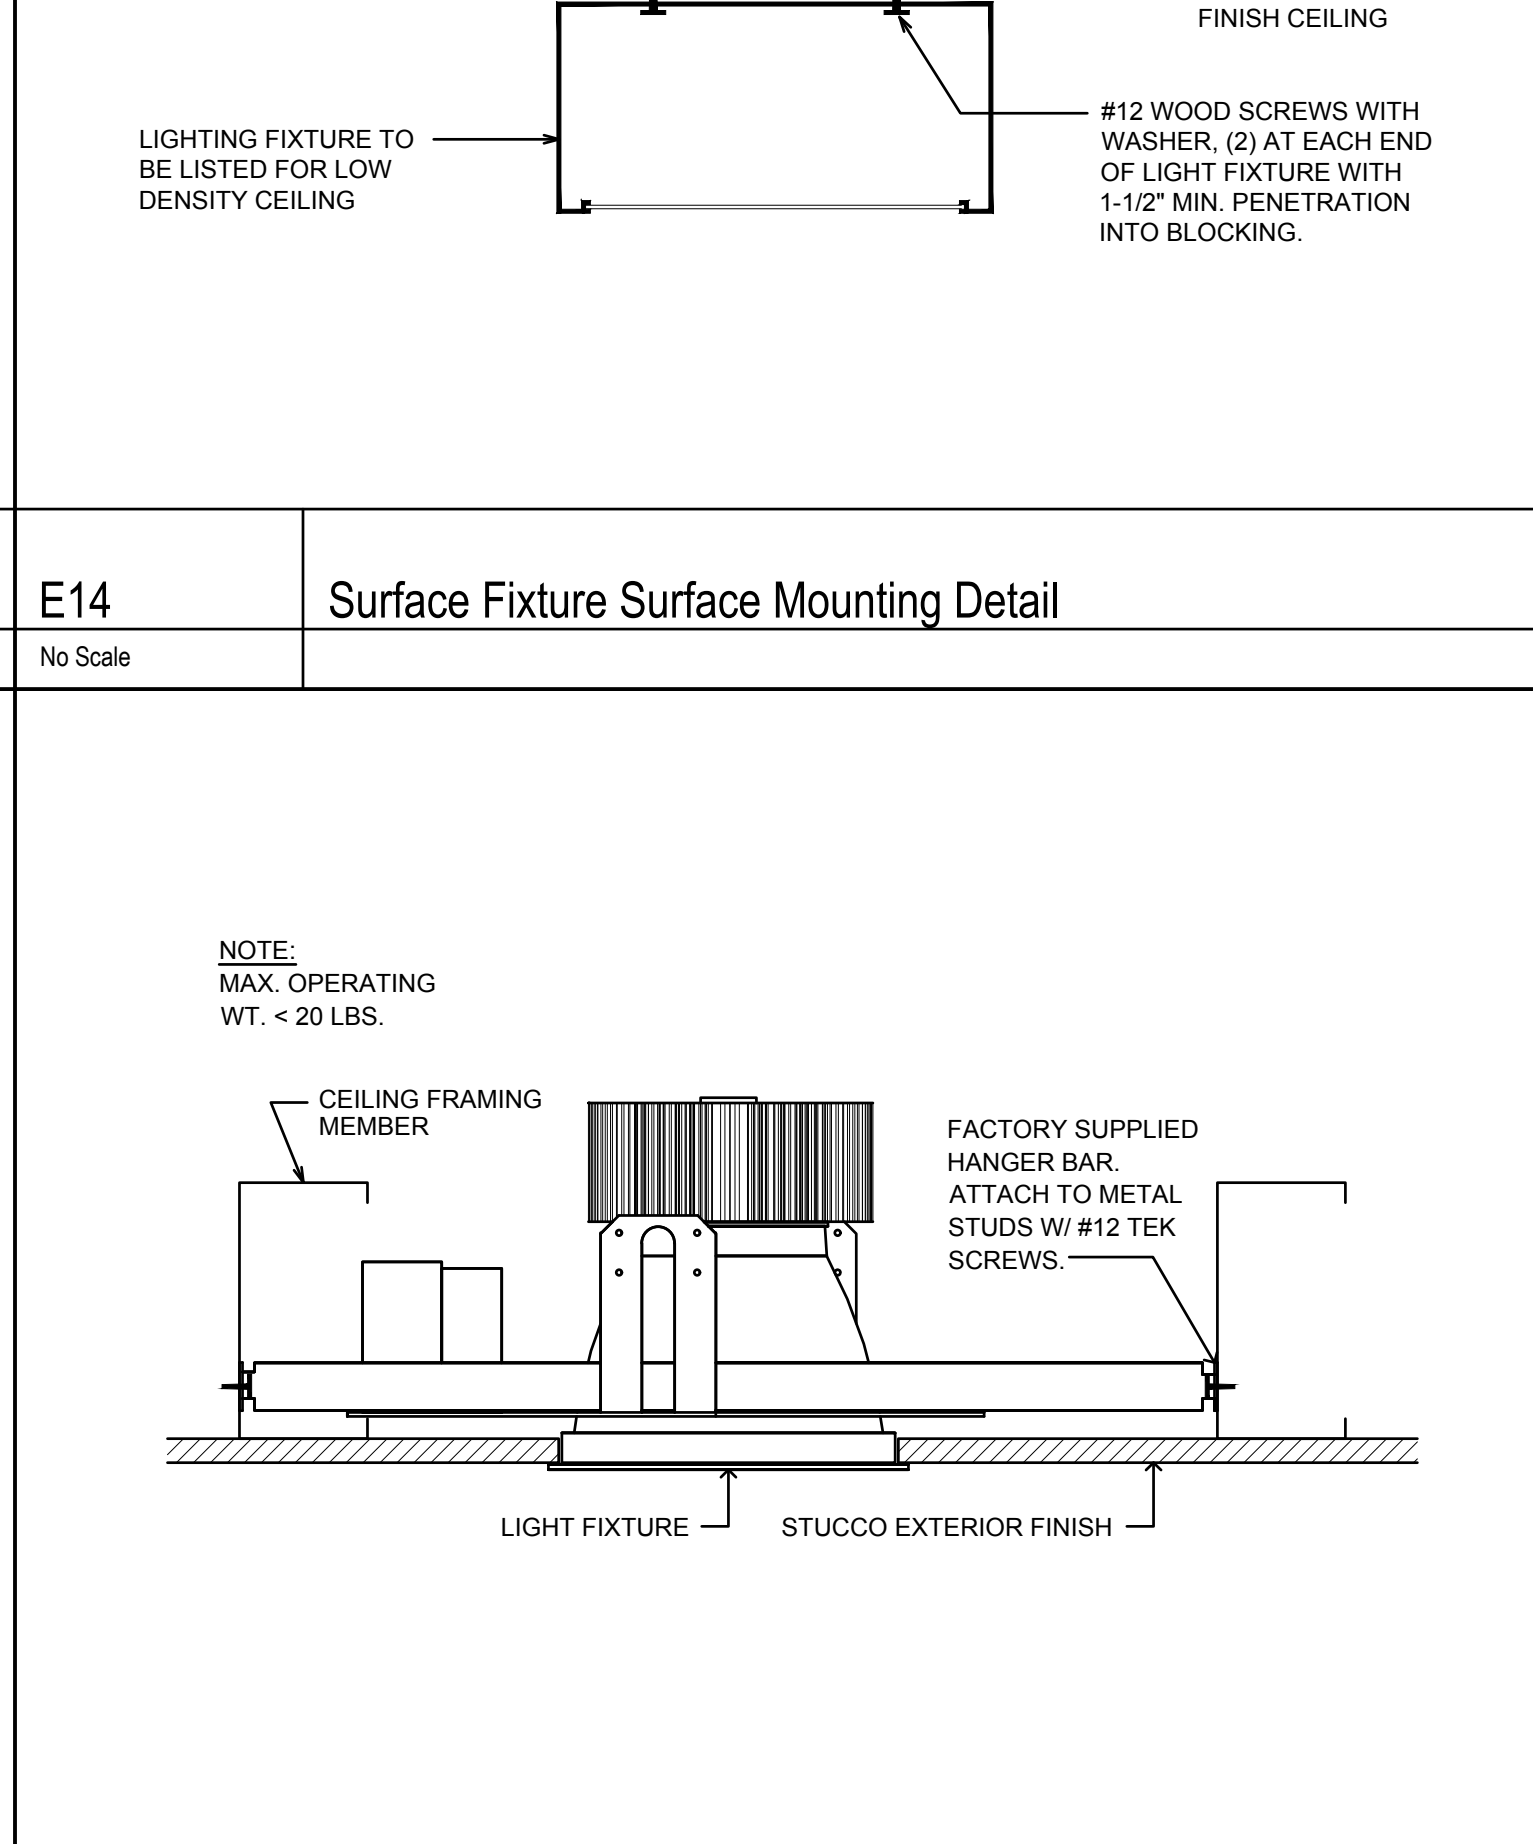 FINISH CEILING
LIGHTING FIXTURE TO
BE LISTED FOR LOW
DENSITY CEILING
#12 WOOD SCREWS WITH
WASHER, (2) AT EACH END
OF LIGHT FIXTURE WITH
1-1/2" MIN. PENETRATION
INTO BLOCKING.
E14
Surface Fixture Surface Mounting Detail
No Scale
NOTE:
MAX. OPERATING
WT. < 20 LBS.
CEILING FRAMING
MEMBER
FACTORY SUPPLIED
HANGER BAR.
ATTACH TO METAL
STUDS W/ #12 TEK
SCREWS.
LIGHT FIXTURE
STUCCO EXTERIOR FINISH